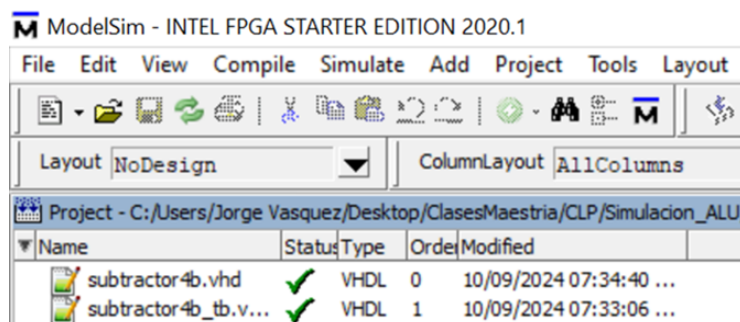 ModelSim - INTEL FPGA STARTER EDITION 2020.1
File Edit View Compile Simulate Add Project Tools Layout
Layout NoDesign ColumnLayout AllColumns
Project - C:/Users/Jorge Vasquez/Desktop/ClasesMaestria/CLP/Simulacion_ALU
Name Status Type Order Modified
subtractor4b.vhd VHDL 0 10/09/2024 07:34:40 ...
subtractor4b_tb.v... VHDL 1 10/09/2024 07:33:06 ...